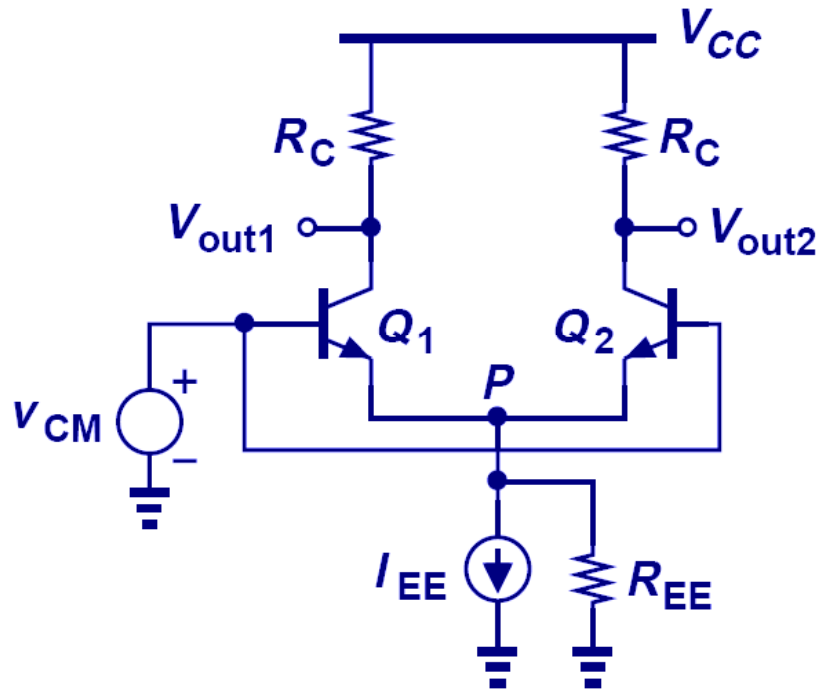 VCC
RC RC
Vout1 Vout2
Q1 Q2
P
+
vCM
−
IEE REE